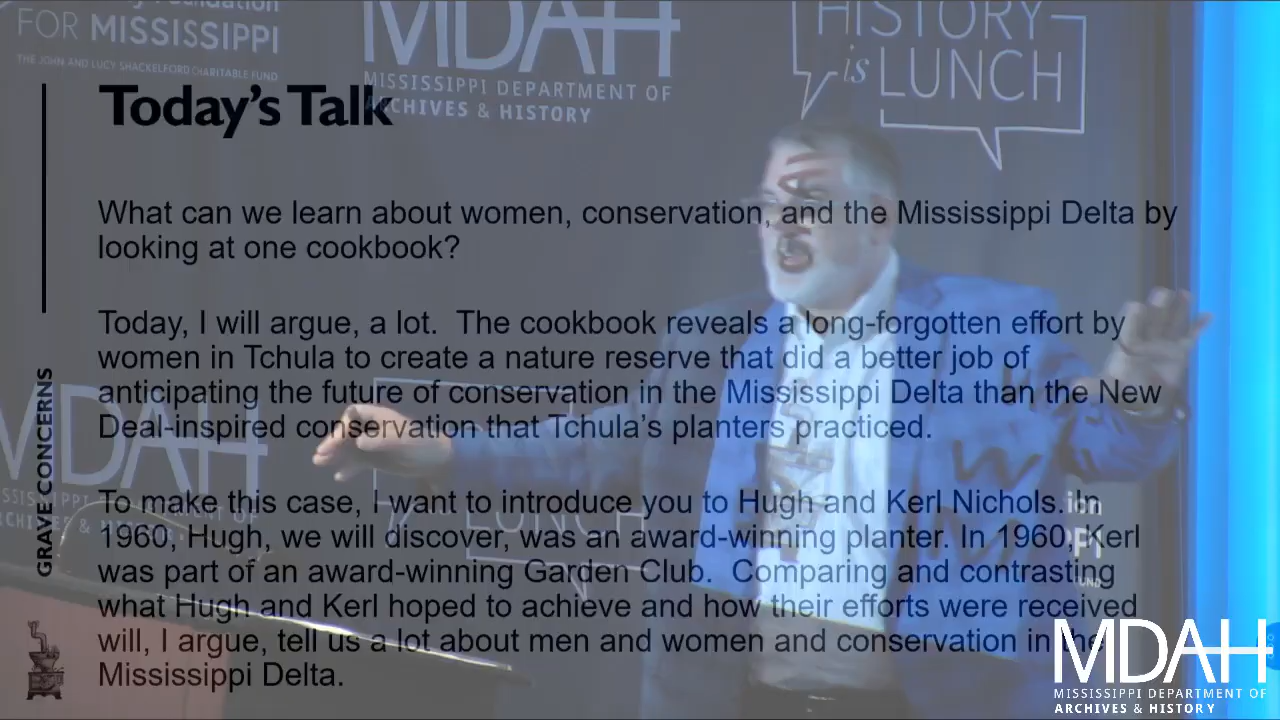 FOR MISSISSIPPI
THE JOHN AND LUCY SHACKELFORD CHARITABLE FUND
MDAH
MISSISSIPPI DEPARTMENT OF
ARCHIVES & HISTORY
HISTORY
is LUNCH
Today's Talk
What can we learn about women, conservation, and the Mississippi Delta by
looking at one cookbook?
Today, I will argue, a lot.  The cookbook reveals a long-forgotten effort by
women in Tchula to create a nature reserve that did a better job of
anticipating the future of conservation in the Mississippi Delta than the New
Deal-inspired conservation that Tchula's planters practiced.
To make this case, I want to introduce you to Hugh and Kerl Nichols. In
1960, Hugh, we will discover, was an award-winning planter. In 1960, Kerl
was part of an award-winning Garden Club.  Comparing and contrasting
what Hugh and Kerl hoped to achieve and how their efforts were received
will, I argue, tell us a lot about men and women and conservation in the
Mississippi Delta.
GRAVE CONCERNS
MDAH
LUNCH
FUND
MDAH
MISSISSIPPI DEPARTMENT OF
ARCHIVES & HISTORY